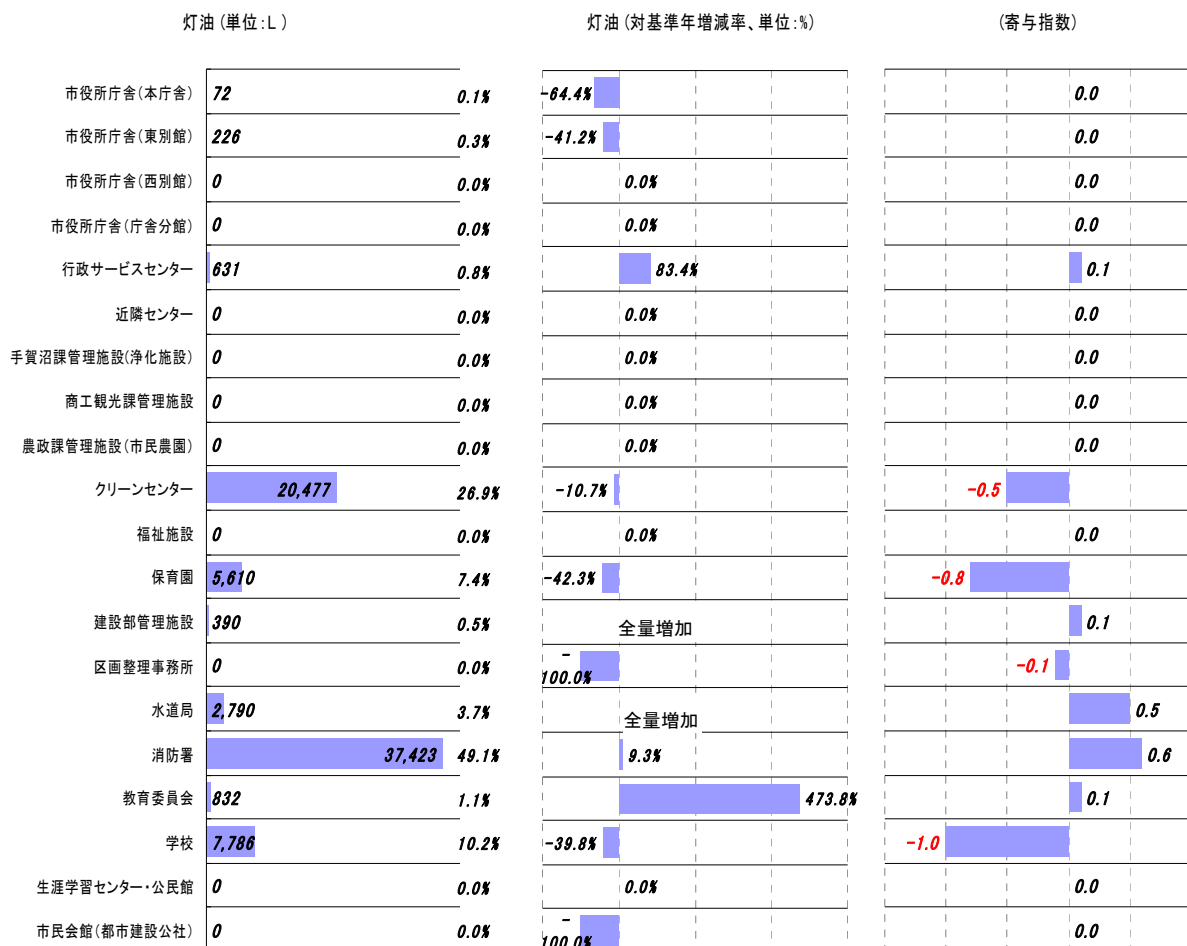 灯油(単位:L) 灯油(対基準年増減率、単位:%) (寄与指数)
市役所庁舎(本庁舎) 72 0.1% -64.4% 0.0
市役所庁舎(東別館) 226 0.3% -41.2% 0.0
市役所庁舎(西別館) 0 0.0% 0.0% 0.0
市役所庁舎(庁舎分館) 0 0.0% 0.0% 0.0
行政サービスセンター 631 0.8% 83.4% 0.1
近隣センター 0 0.0% 0.0% 0.0
手賀沼課管理施設(浄化施設) 0 0.0% 0.0% 0.0
商工観光課管理施設 0 0.0% 0.0% 0.0
農政課管理施設(市民農園) 0 0.0% 0.0% 0.0
クリーンセンター 20,477 26.9% -10.7% -0.5
福祉施設 0 0.0% 0.0% 0.0
保育園 5,610 7.4% -42.3% -0.8
建設部管理施設 390 0.5% 全量増加 0.1
区画整理事務所 0 0.0% -100.0% -0.1
水道局 2,790 3.7% 全量増加 0.5
消防署 37,423 49.1% 9.3% 0.6
教育委員会 832 1.1% 473.8% 0.1
学校 7,786 10.2% -39.8% -1.0
生涯学習センター・公民館 0 0.0% 0.0% 0.0
市民会館(都市建設公社) 0 0.0% -100.0% 0.0